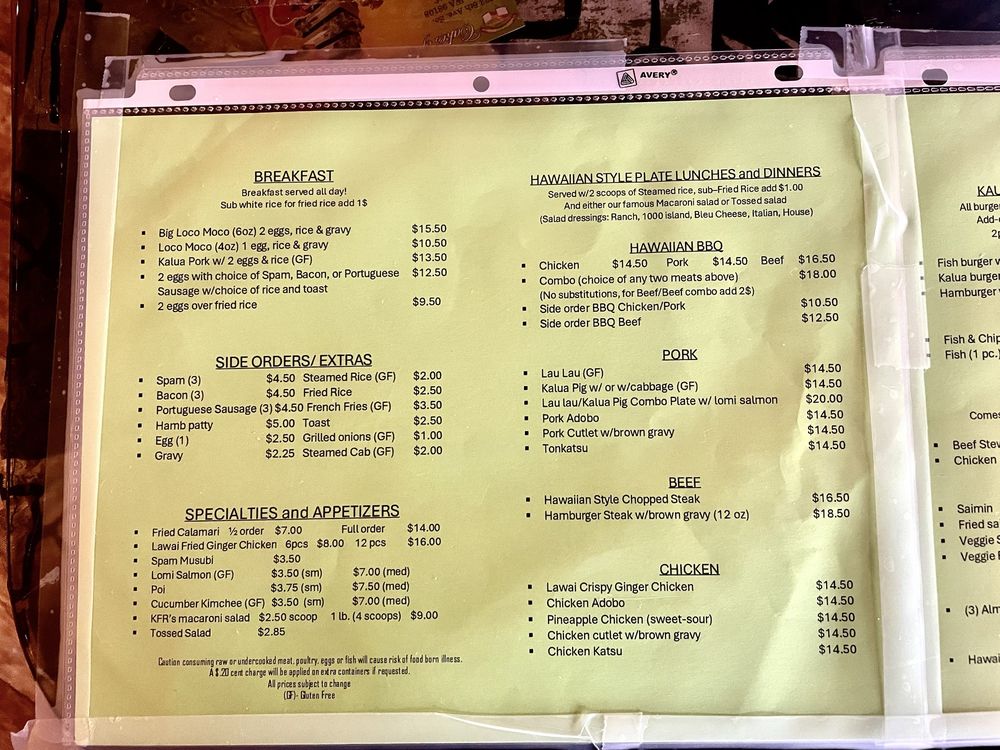 AVERY®
BREAKFAST
Breakfast served all day!
Sub white rice for fried rice add 1$
▪ Big Loco Moco (6oz) 2 eggs, rice & gravy $15.50
▪ Loco Moco (4oz) 1 egg, rice & gravy $10.50
▪ Kalua Pork w/ 2 eggs & rice (GF) $13.50
▪ 2 eggs with choice of Spam, Bacon, or Portuguese $12.50
Sausage w/choice of rice and toast
▪ 2 eggs over fried rice $9.50
SIDE ORDERS/ EXTRAS
▪ Spam (3) $4.50 Steamed Rice (GF) $2.00
▪ Bacon (3) $4.50 Fried Rice $2.50
▪ Portuguese Sausage (3) $4.50 French Fries (GF) $3.50
▪ Hamb patty $5.00 Toast $2.50
▪ Egg (1) $2.50 Grilled onions (GF) $1.00
▪ Gravy $2.25 Steamed Cab (GF) $2.00
SPECIALTIES and APPETIZERS
▪ Fried Calamari ½ order $7.00 Full order $14.00
▪ Lawai Fried Ginger Chicken 6pcs $8.00 12 pcs $16.00
▪ Spam Musubi $3.50
▪ Lomi Salmon (GF) $3.50 (sm) $7.00 (med)
▪ Poi $3.75 (sm) $7.50 (med)
▪ Cucumber Kimchee (GF) $3.50 (sm) $7.00 (med)
▪ KFR's macaroni salad $2.50 scoop 1 lb. (4 scoops) $9.00
▪ Tossed Salad $2.85
Caution consuming raw or undercooked meat, poultry, eggs or fish will cause risk of food born illness.
A $.20 cent charge will be applied on extra containers if requested.
All prices subject to change
(GF)- Gluten Free
HAWAIIAN STYLE PLATE LUNCHES and DINNERS
Served w/2 scoops of Steamed rice, sub-Fried Rice add $1.00
And either our famous Macaroni salad or Tossed salad
(Salad dressings: Ranch, 1000 island, Bleu Cheese, Italian, House)
HAWAIIAN BBQ
▪ Chicken $14.50 Pork $14.50 Beef $16.50
▪ Combo (choice of any two meats above) $18.00
(No substitutions, for Beef/Beef combo add 2$)
▪ Side order BBQ Chicken/Pork $10.50
▪ Side order BBQ Beef $12.50
PORK
▪ Lau Lau (GF) $14.50
▪ Kalua Pig w/ or w/cabbage (GF) $14.50
▪ Lau lau/Kalua Pig Combo Plate w/ lomi salmon $20.00
▪ Pork Adobo $14.50
▪ Pork Cutlet w/brown gravy $14.50
▪ Tonkatsu $14.50
BEEF
▪ Hawaiian Style Chopped Steak $16.50
▪ Hamburger Steak w/brown gravy (12 oz) $18.50
CHICKEN
▪ Lawai Crispy Ginger Chicken $14.50
▪ Chicken Adobo $14.50
▪ Pineapple Chicken (sweet-sour) $14.50
▪ Chicken cutlet w/brown gravy $14.50
▪ Chicken Katsu $14.50
KAL
All burge
Add-
2p
▪ Fish burger w
▪ Kalua burger
▪ Hamburger w
▪ Fish & Chip
▪ Fish (1 pc.)
Comes
▪ Beef Stew
▪ Chicken
▪ Saimin
▪ Fried sa
▪ Veggie S
▪ Veggie
▪ (3) Alm
▪ Hawai